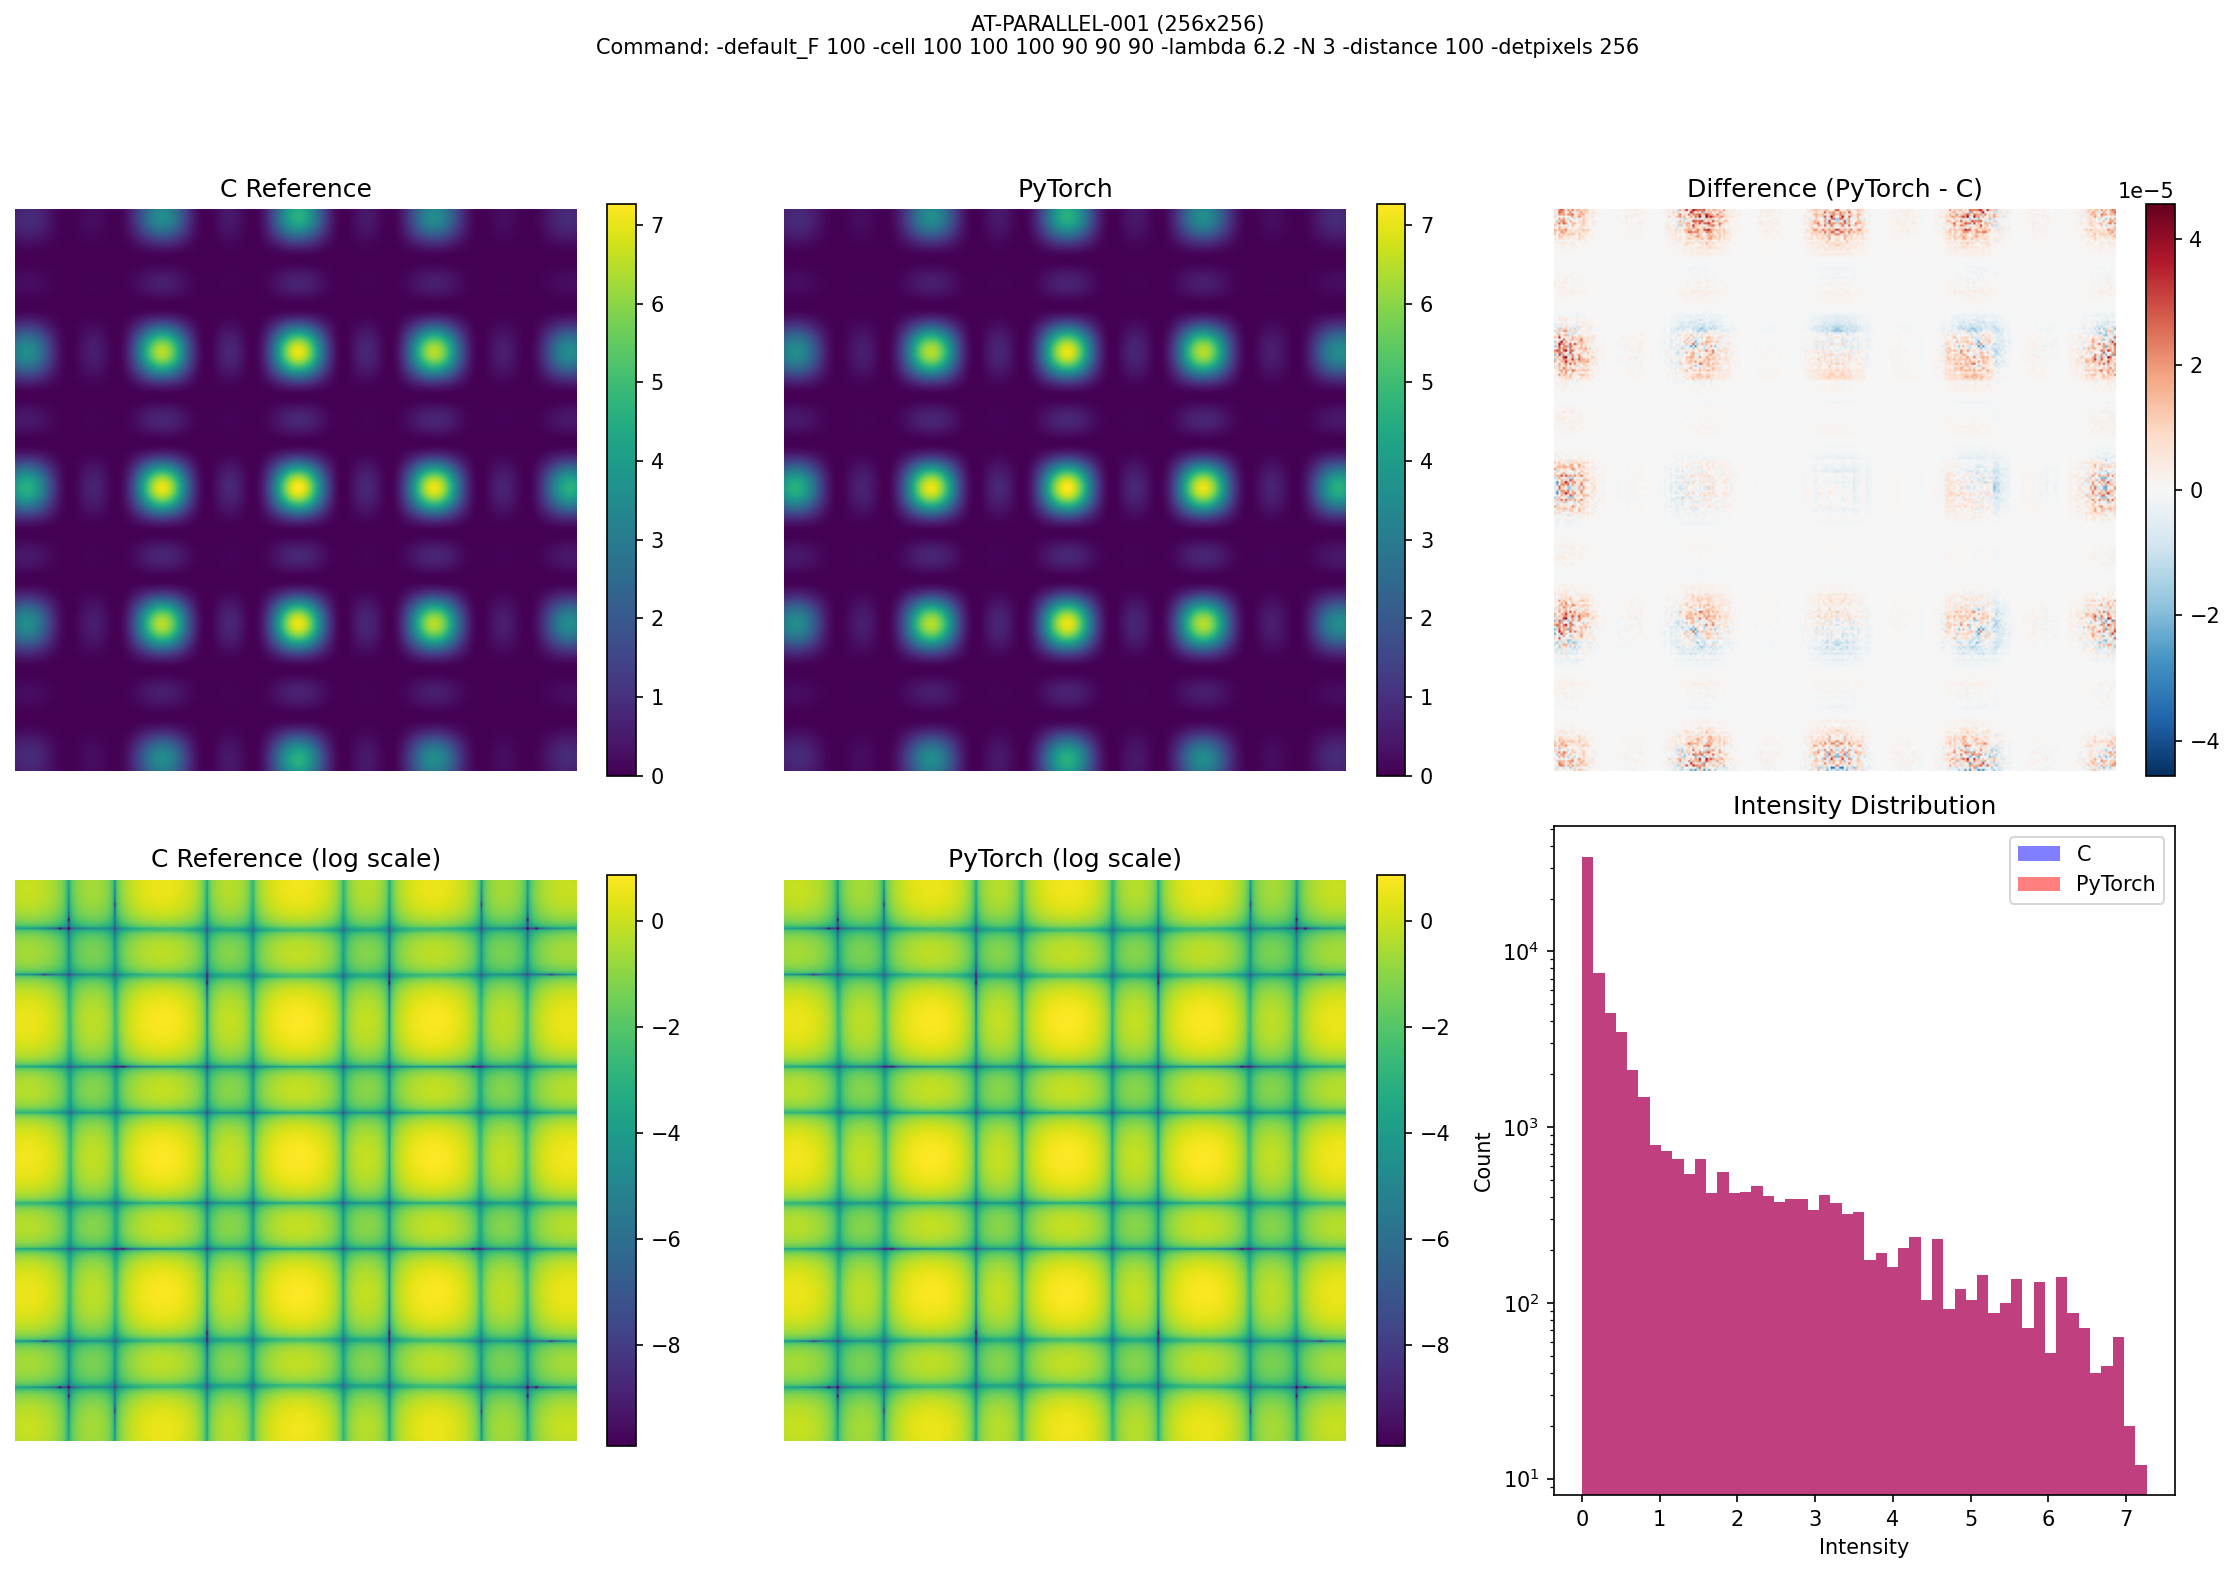 AT-PARALLEL-001 (256x256)
Command: -default_F 100 -cell 100 100 100 90 90 90 -lambda 6.2 -N 3 -distance 100 -detpixels 256
C Reference
7
6
5
4
3
2
1
0
PyTorch
7
6
5
4
3
2
1
0
Difference (PyTorch - C)
1e−5
4
2
0
−2
−4
C Reference (log scale)
0
−2
−4
−6
−8
PyTorch (log scale)
0
−2
−4
−6
−8
Intensity Distribution
C
PyTorch
Count
10⁴
10³
10²
10¹
0 1 2 3 4 5 6 7
Intensity